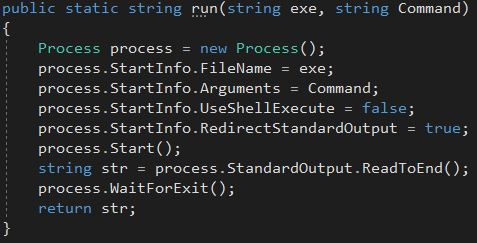 public static string run(string exe, string Command)
{
Process process = new Process();
process.StartInfo.FileName = exe;
process.StartInfo.Arguments = Command;
process.StartInfo.UseShellExecute = false;
process.StartInfo.RedirectStandardOutput = true;
process.Start();
string str = process.StandardOutput.ReadToEnd();
process.WaitForExit();
return str;
}